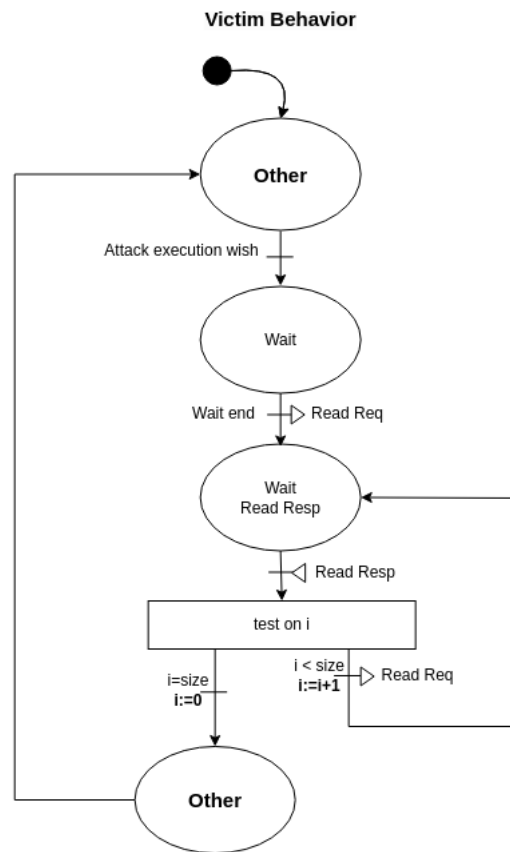 Victim Behavior
Other
Attack execution wish
Wait
Wait end
Read Req
Wait
Read Resp
Read Resp
test on i
i=size
i:=0
i < size
i:=i+1
Read Req
Other